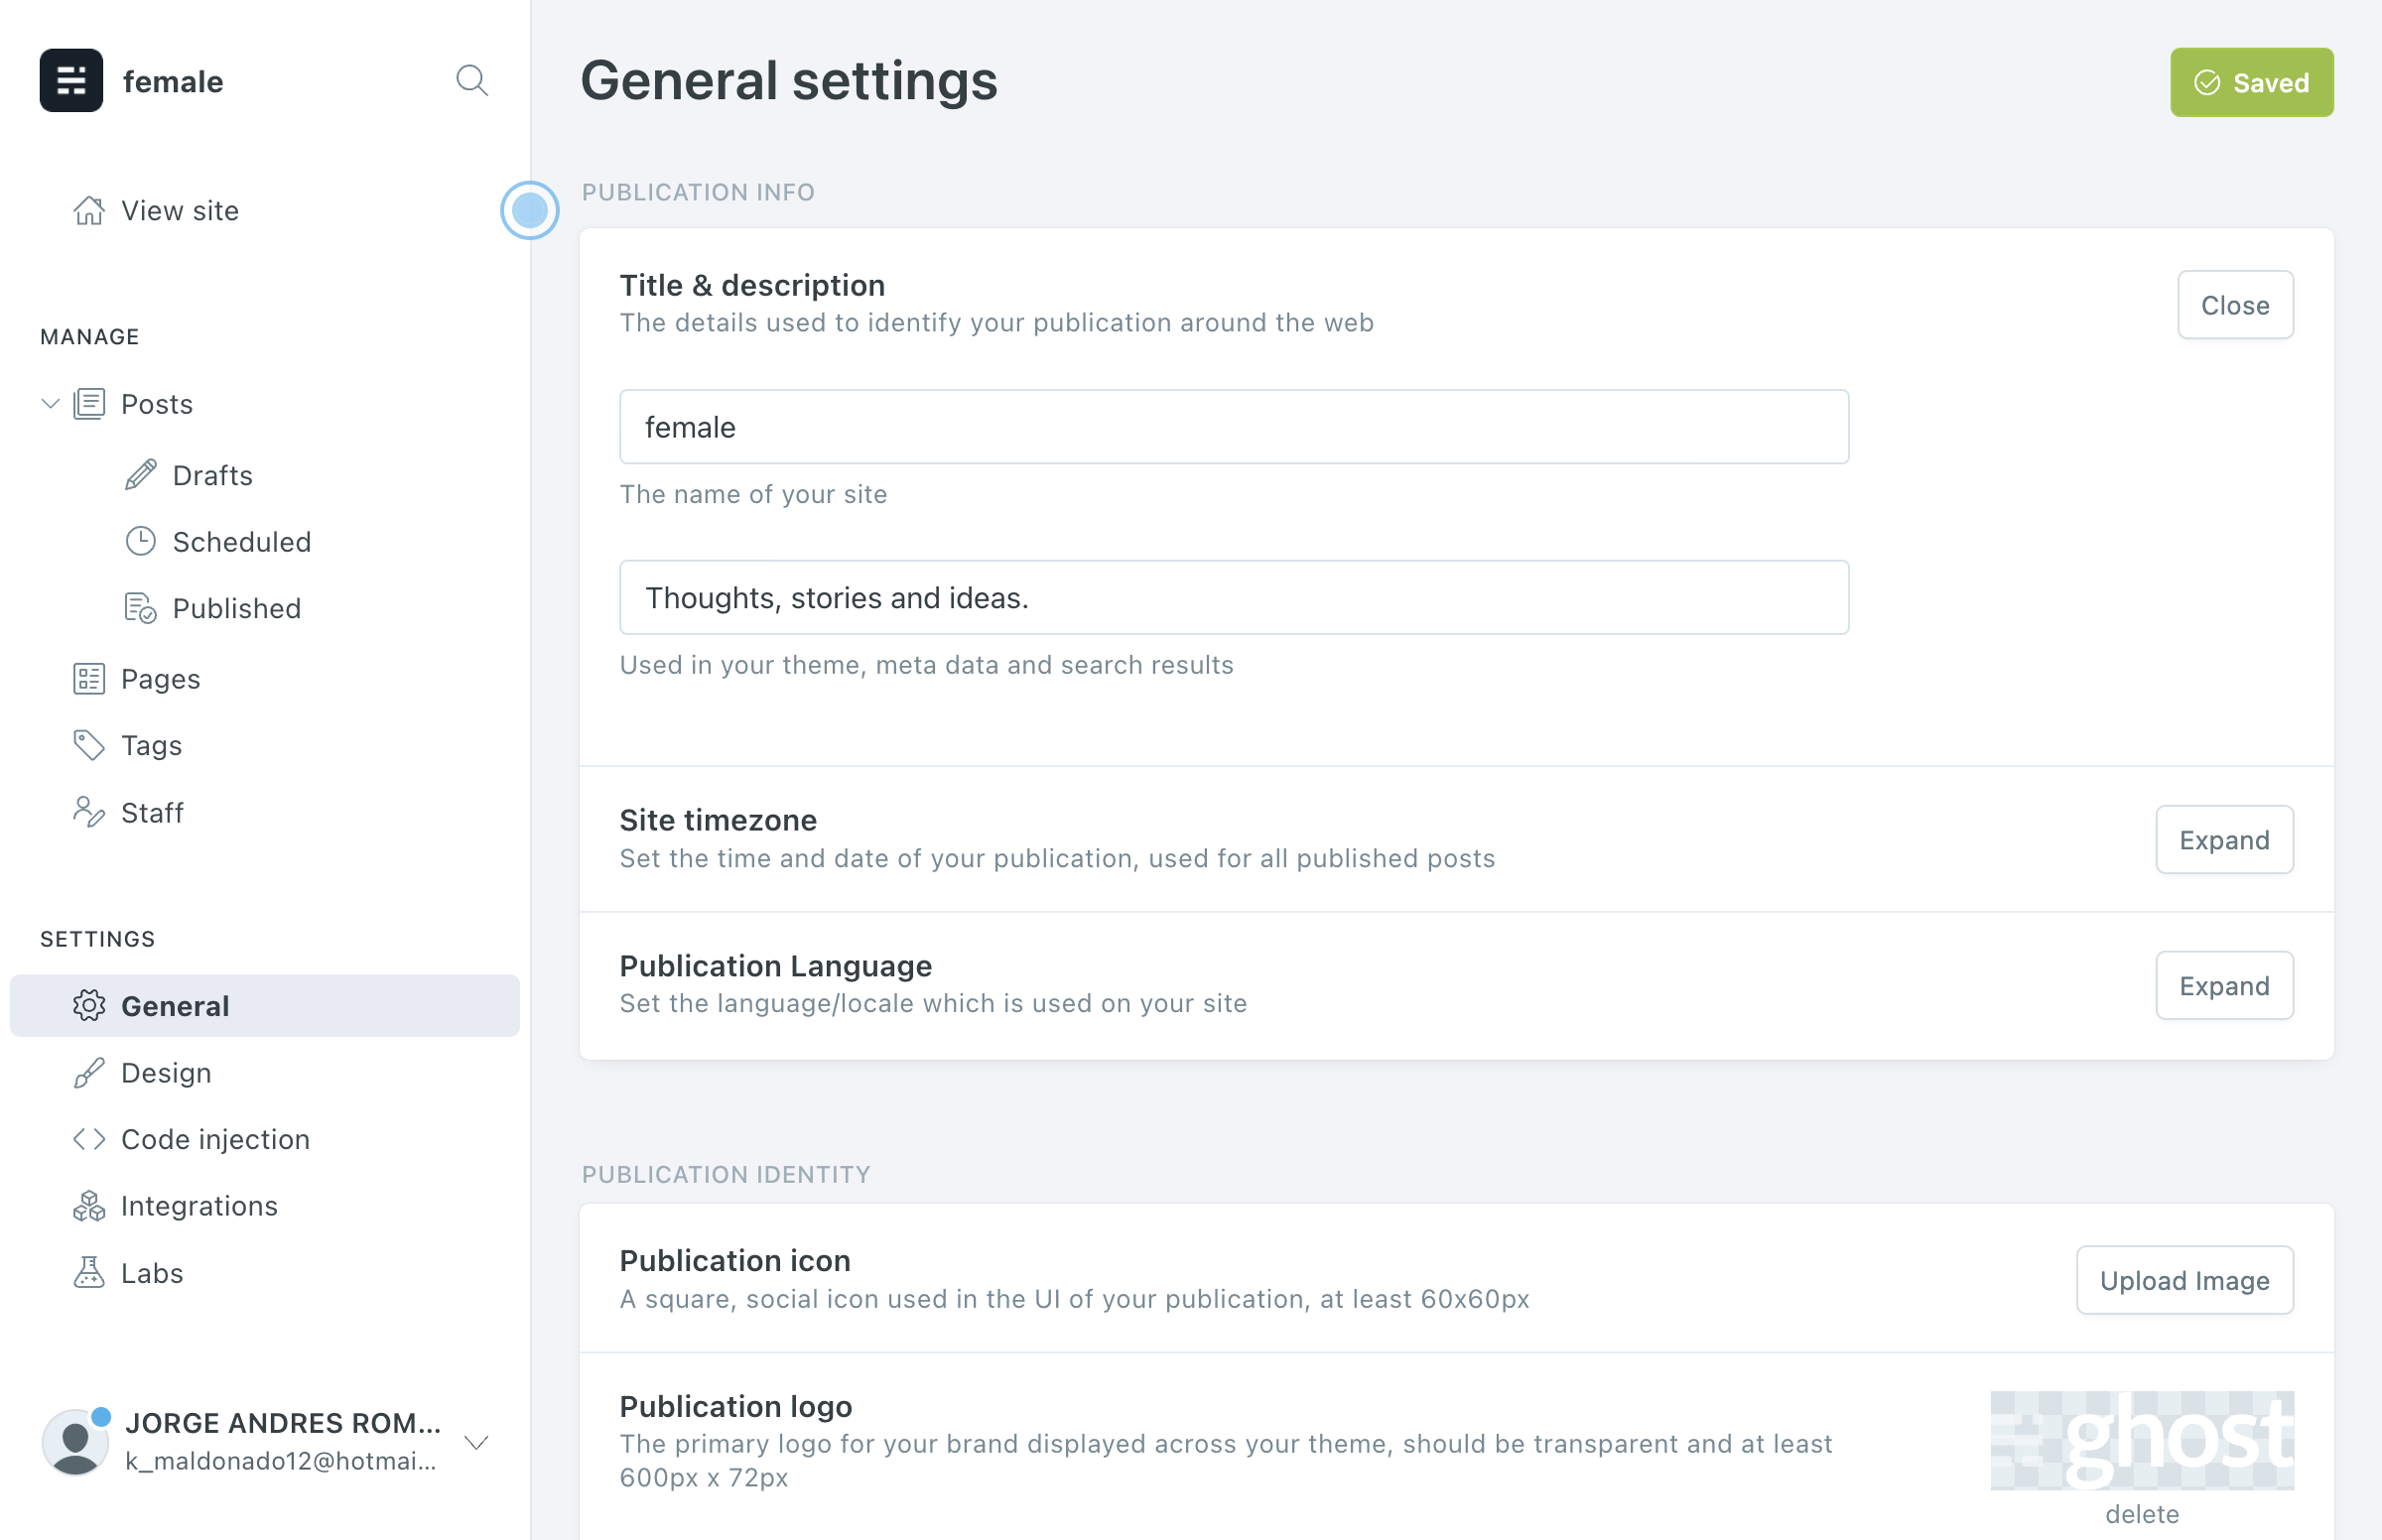 female
View site
MANAGE
Posts
Drafts
Scheduled
Published
Pages
Tags
Staff
SETTINGS
General
Design
Code injection
Integrations
Labs
JORGE ANDRES ROM...
k_maldonado12@hotmai...
General settings
Saved
PUBLICATION INFO
Title & description
The details used to identify your publication around the web
Close
female
The name of your site
Thoughts, stories and ideas.
Used in your theme, meta data and search results
Site timezone
Set the time and date of your publication, used for all published posts
Expand
Publication Language
Set the language/locale which is used on your site
Expand
PUBLICATION IDENTITY
Publication icon
A square, social icon used in the UI of your publication, at least 60x60px
Upload Image
Publication logo
The primary logo for your brand displayed across your theme, should be transparent and at least
600px x 72px
ghost
delete